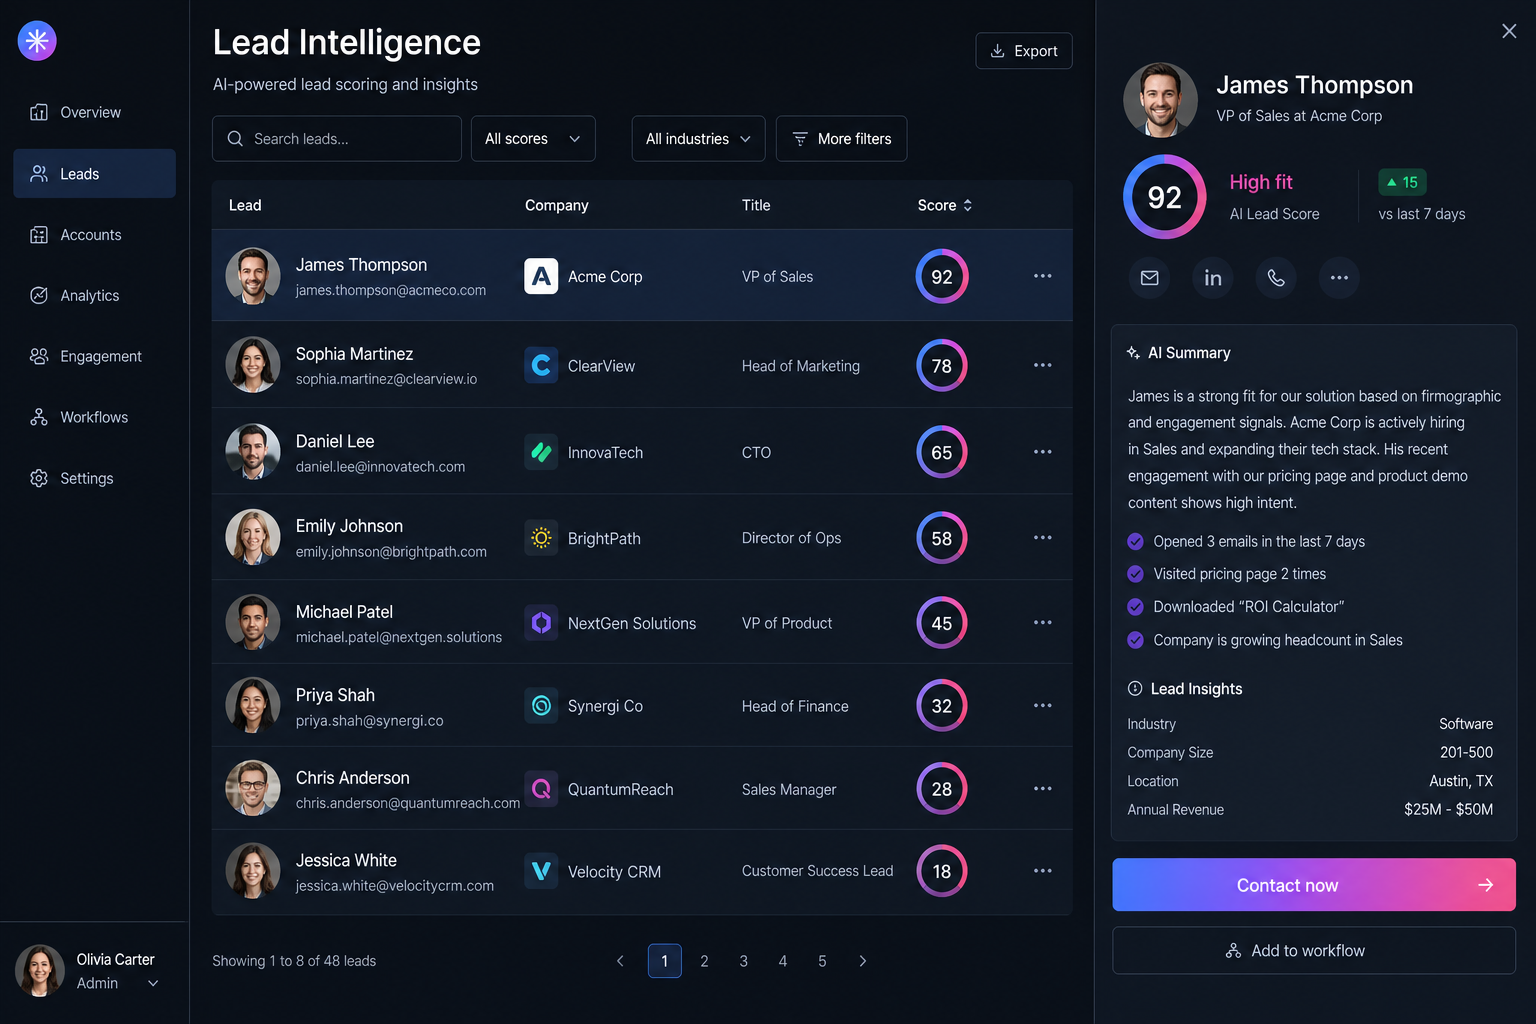 Overview
Leads
Accounts
Analytics
Engagement
Workflows
Settings
Olivia Carter
Admin
Lead Intelligence
AI-powered lead scoring and insights
Export
Search leads...
All scores
All industries
More filters
Lead Company Title Score
James Thompson
james.thompson@acmeco.com
A Acme Corp
VP of Sales
92
Sophia Martinez
sophia.martinez@clearview.io
C ClearView
Head of Marketing
78
Daniel Lee
daniel.lee@innovatech.com
InnovaTech
CTO
65
Emily Johnson
emily.johnson@brightpath.com
BrightPath
Director of Ops
58
Michael Patel
michael.patel@nextgen.solutions
NextGen Solutions
VP of Product
45
Priya Shah
priya.shah@synergi.co
Synergi Co
Head of Finance
32
Chris Anderson
chris.anderson@quantumreach.com
Q QuantumReach
Sales Manager
28
Jessica White
jessica.white@velocitycrm.com
V Velocity CRM
Customer Success Lead
18
Showing 1 to 8 of 48 leads
1 2 3 4 5
James Thompson
VP of Sales at Acme Corp
92
High fit
AI Lead Score
15
vs last 7 days
in
AI Summary
James is a strong fit for our solution based on firmographic
and engagement signals. Acme Corp is actively hiring
in Sales and expanding their tech stack. His recent
engagement with our pricing page and product demo
content shows high intent.
Opened 3 emails in the last 7 days
Visited pricing page 2 times
Downloaded “ROI Calculator”
Company is growing headcount in Sales
Lead Insights
Industry Software
Company Size 201-500
Location Austin, TX
Annual Revenue $25M - $50M
Contact now
Add to workflow